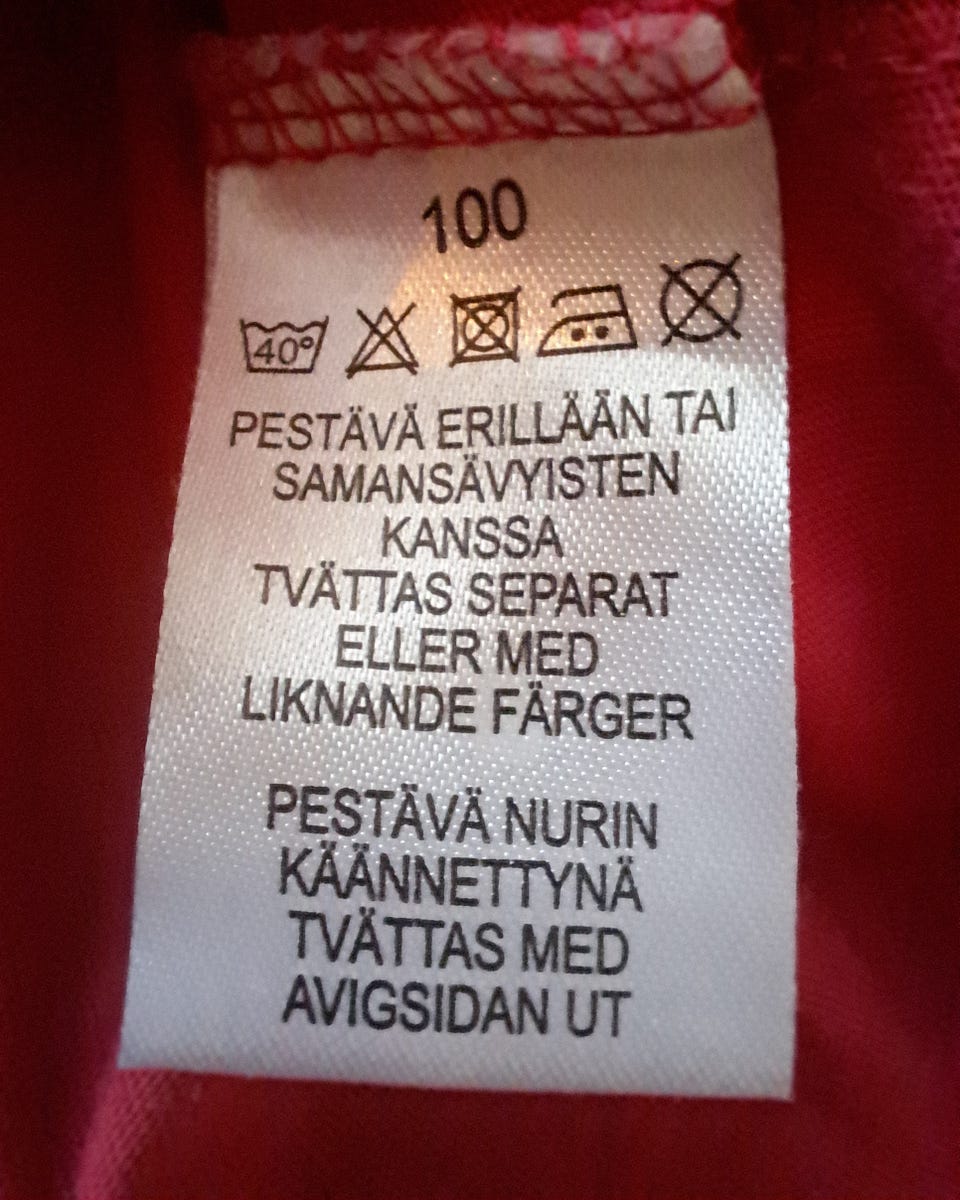 100
40°
PESTÄVÄ ERILLÄÄN TAI
SAMANSÄVYISTEN
KANSSA
TVÄTTAS SEPARAT
ELLER MED
LIKNANDE FÄRGER
PESTÄVÄ NURIN
KÄÄNNETTYNÄ
TVÄTTAS MED
AVIGSIDAN UT